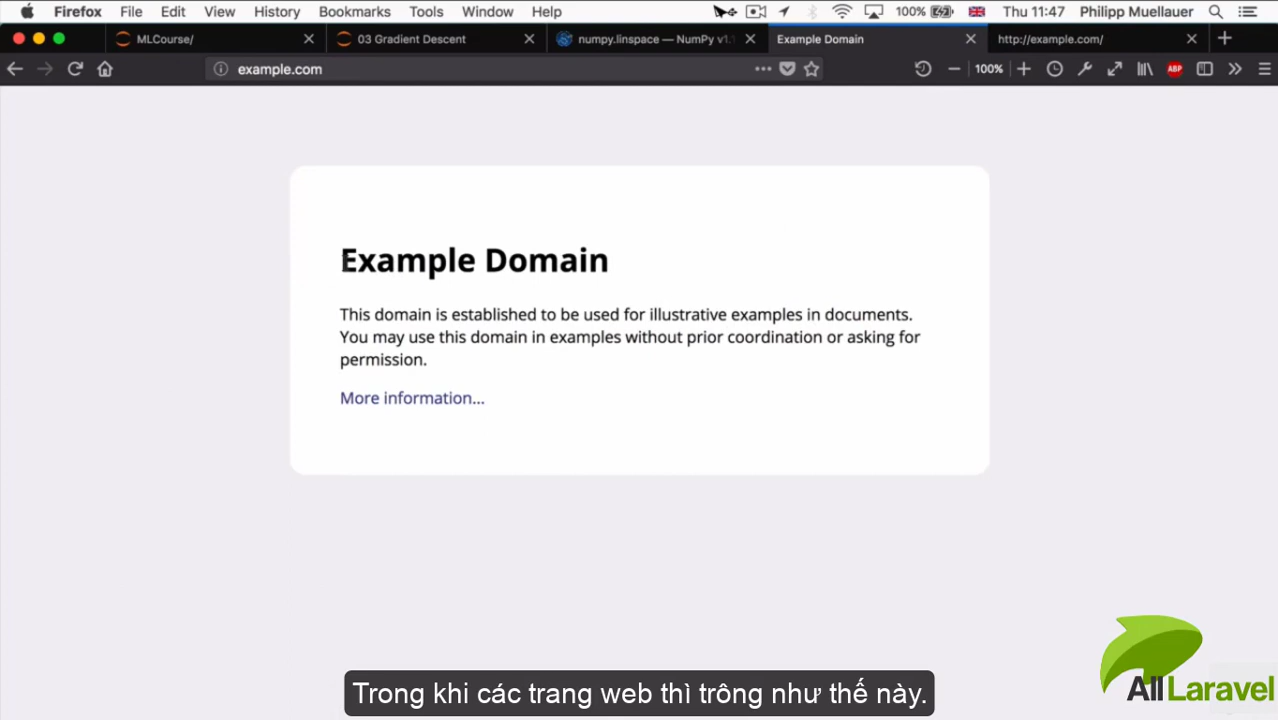 Firefox File Edit View History Bookmarks Tools Window Help 100% Thu 11:47 Philipp Muellauer
MLCourse/ 03 Gradient Descent numpy.linspace — NumPy v1.1 Example Domain http://example.com/
example.com 100% ABP
Example Domain
This domain is established to be used for illustrative examples in documents.
You may use this domain in examples without prior coordination or asking for
permission.
More information...
Trong khi các trang web thì trông như thế này.
AllLaravel